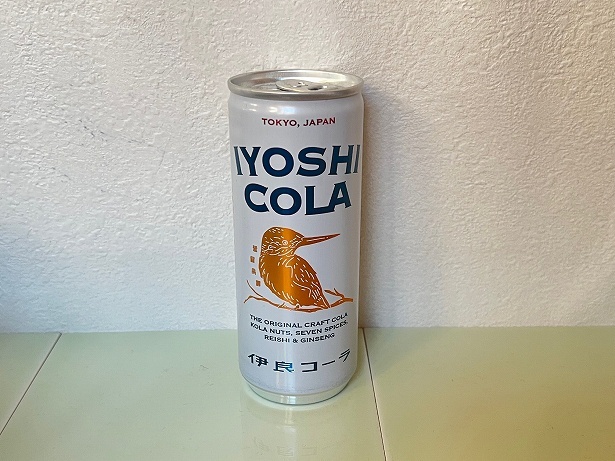 TOKYO, JAPAN
IYOSHI
COLA
THE ORIGINAL CRAFT COLA
KOLA NUTS, SEVEN SPICES,
REISHI & GINSENG
伊良コーラ